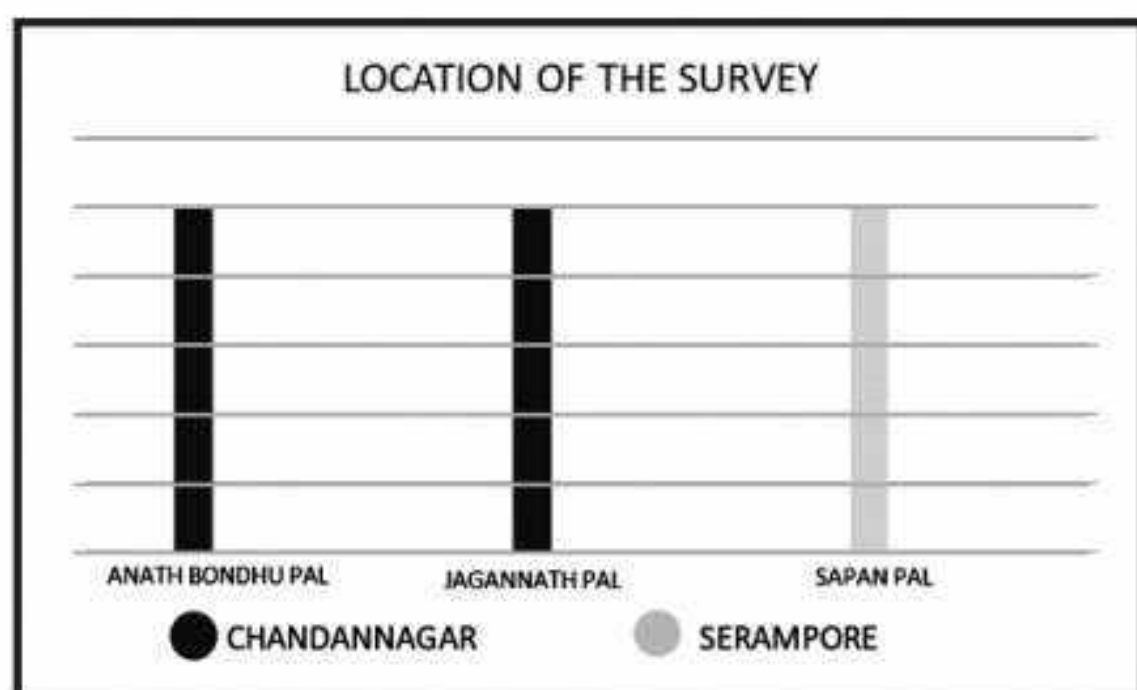 LOCATION OF THE SURVEY
ANATH BONDHU PAL
JAGANNATH PAL
SAPAN PAL
CHANDANNAGAR
SERAMPORE